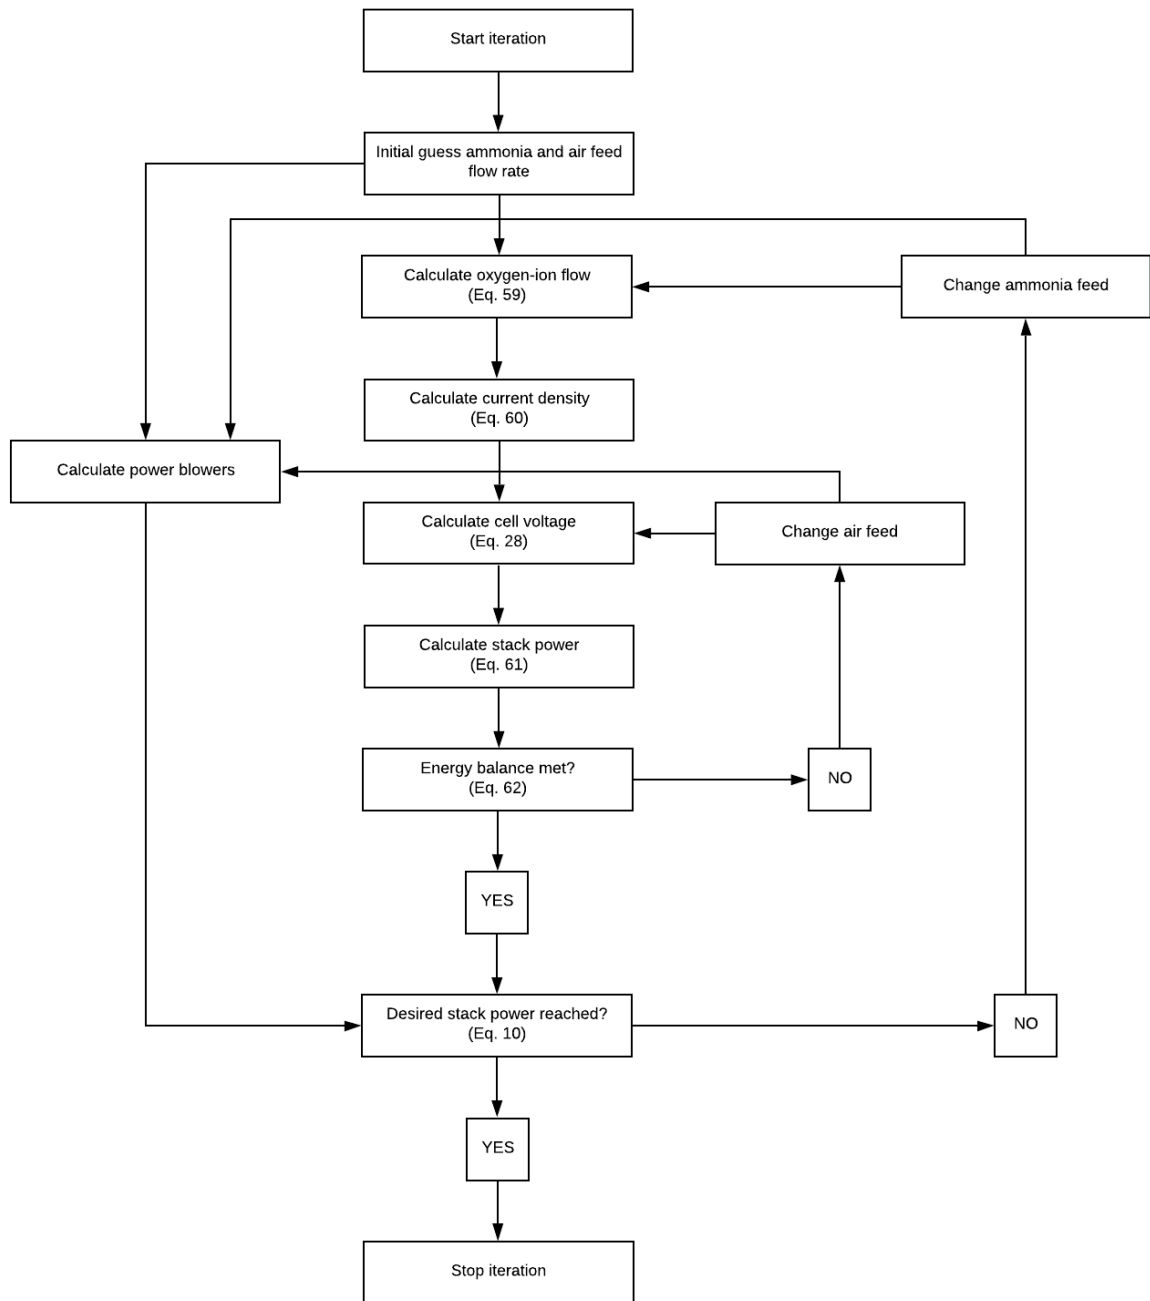 Start iteration
Initial guess ammonia and air feed
flow rate
Calculate oxygen-ion flow
(Eq. 59)
Change ammonia feed
Calculate current density
(Eq. 60)
Calculate power blowers
Calculate cell voltage
(Eq. 28)
Change air feed
Calculate stack power
(Eq. 61)
Energy balance met?
(Eq. 62)
NO
YES
Desired stack power reached?
(Eq. 10)
NO
YES
Stop iteration